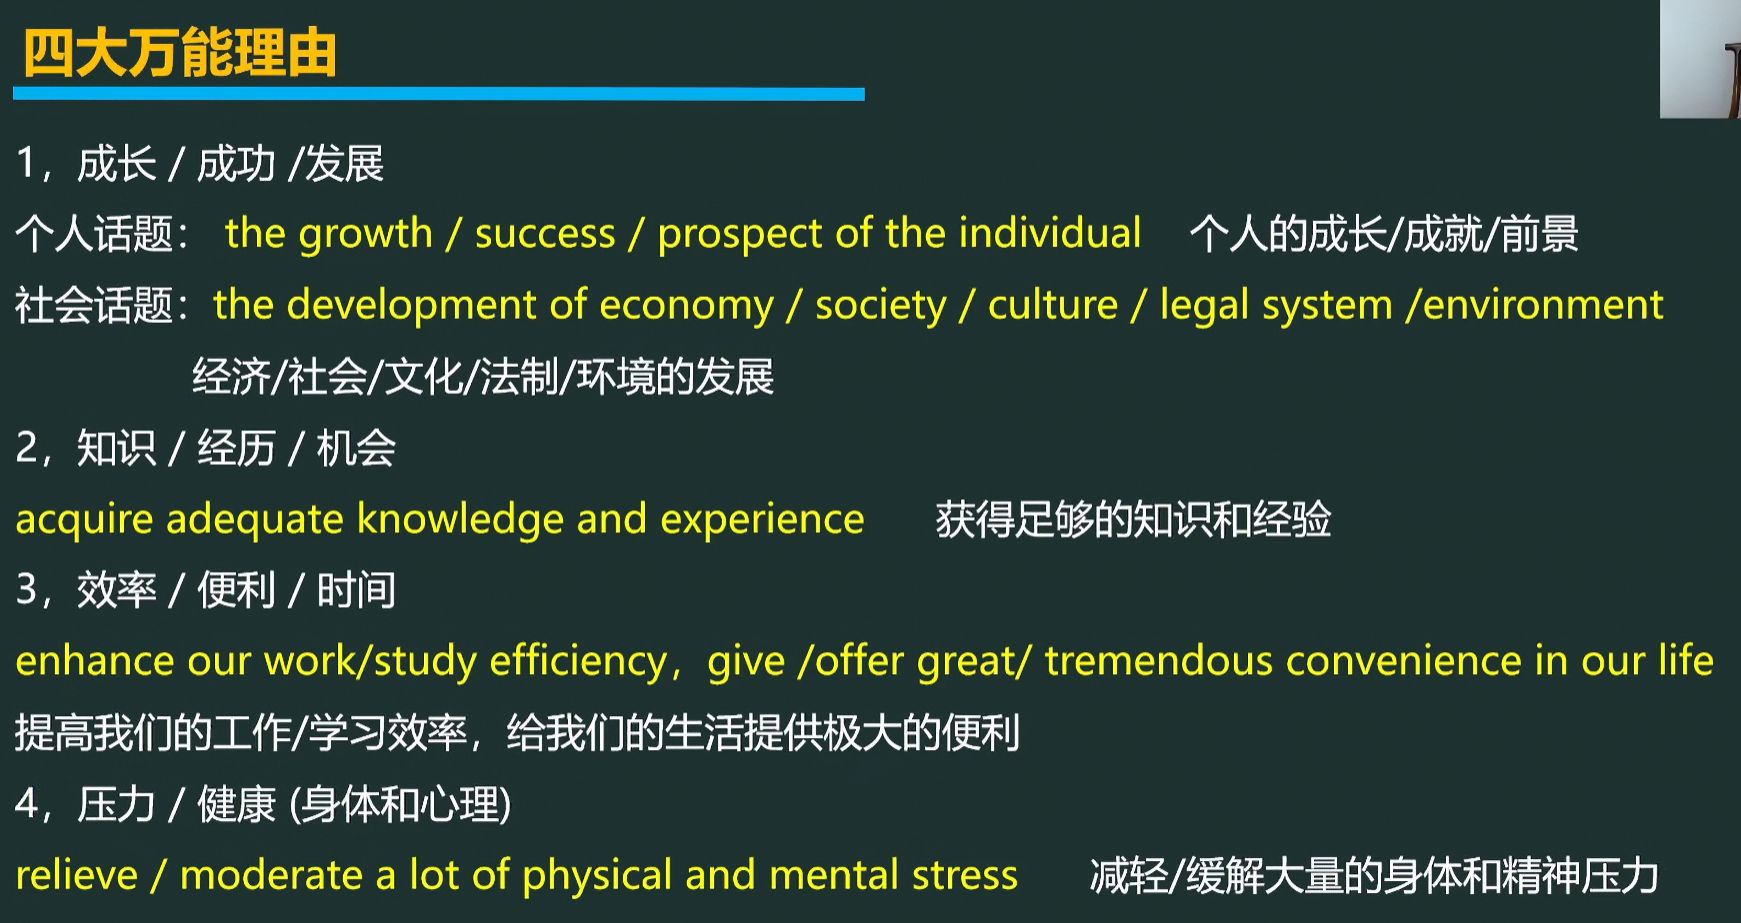 四大万能理由
1，成长 / 成功 /发展
个人话题： the growth / success / prospect of the individual 个人的成长/成就/前景
社会话题：the development of economy / society / culture / legal system /environment
经济/社会/文化/法制/环境的发展
2，知识 / 经历 / 机会
acquire adequate knowledge and experience 获得足够的知识和经验
3，效率 / 便利 / 时间
enhance our work/study efficiency，give /offer great/ tremendous convenience in our life
提高我们的工作/学习效率，给我们的生活提供极大的便利
4，压力 / 健康 (身体和心理)
relieve / moderate a lot of physical and mental stress 减轻/缓解大量的身体和精神压力